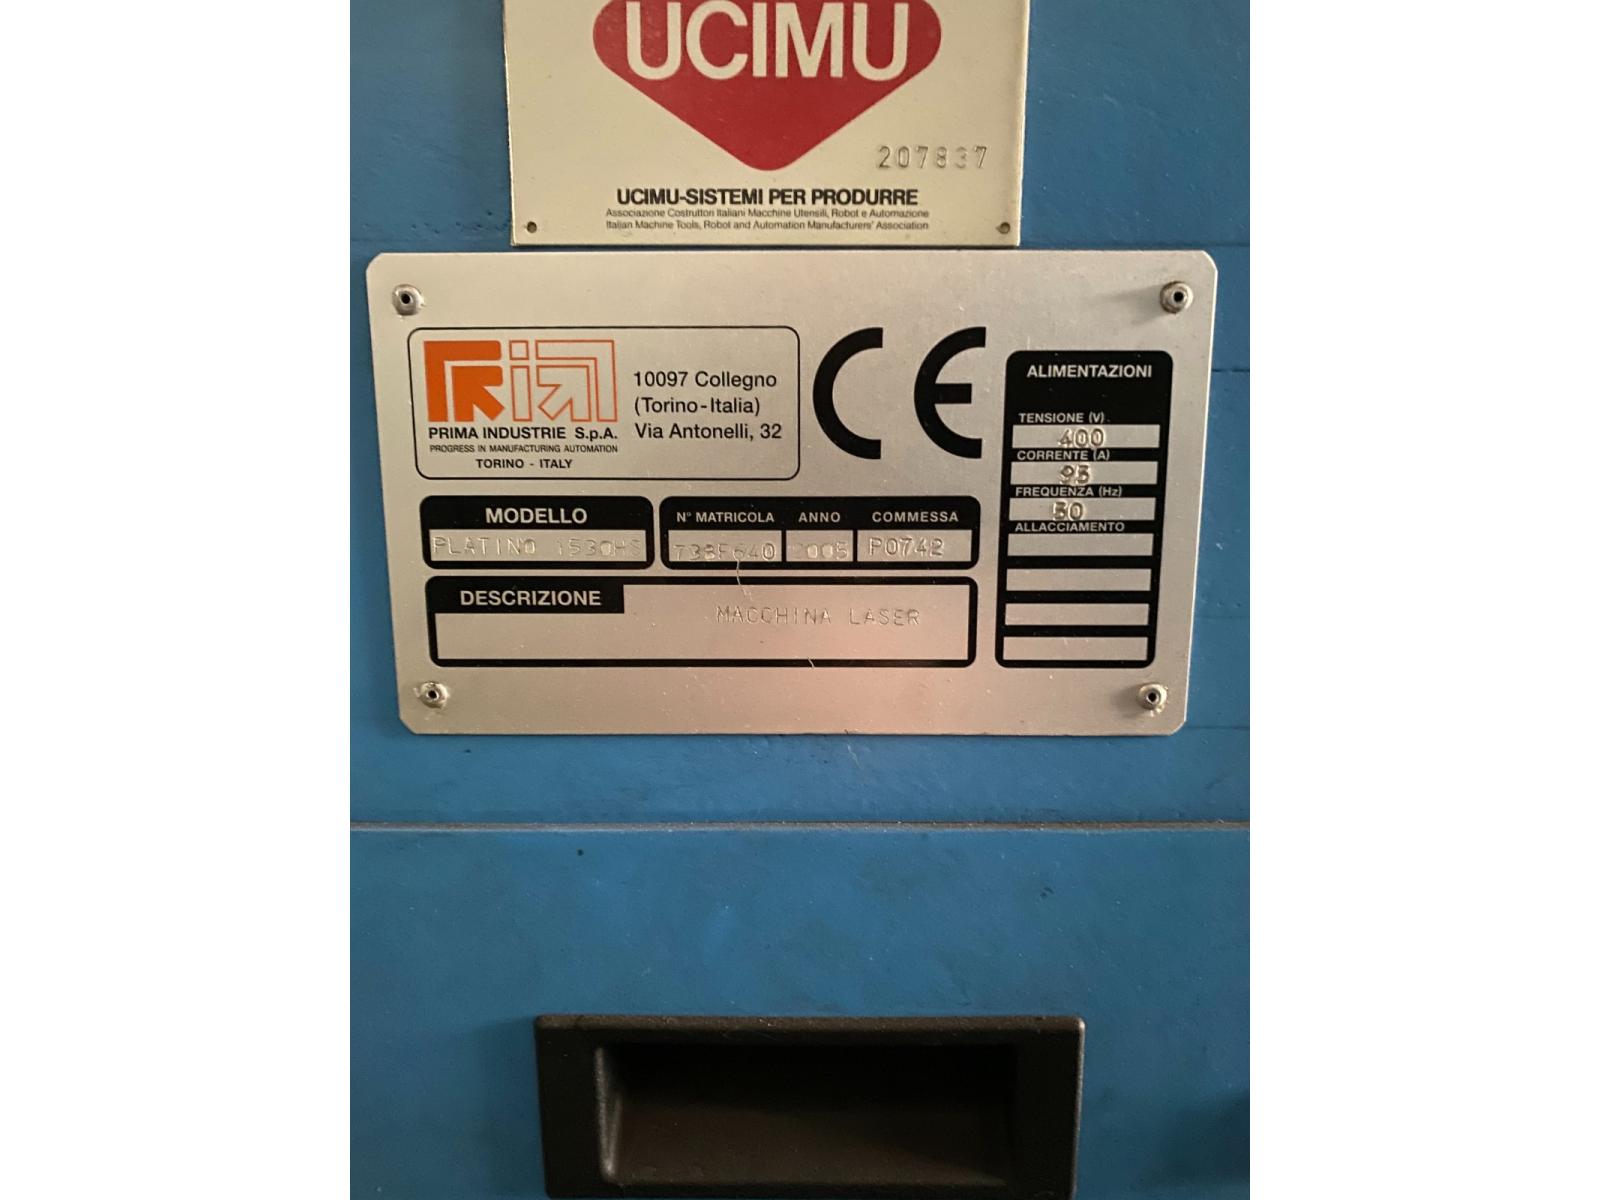 UCIMU
207837
UCIMU-SISTEMI PER PRODURRE
Associazione Costruttori Italiani Macchine Utensili, Robot e Automazione
Italian Machine Tools, Robot and Automation Manufacturers' Association
PRIMA INDUSTRIE S.p.A.
PROGRESS IN MANUFACTURING AUTOMATION
TORINO - ITALY
10097 Collegno
(Torino-Italia)
Via Antonelli, 32
CE
MODELLO
PLATINO 1530HS
N° MATRICOLA ANNO COMMESSA
2005 P0742
DESCRIZIONE
MACCHINA LASER
ALIMENTAZIONI
TENSIONE (V)
400
CORRENTE (A)
FREQUENZA (Hz)
50
ALLACCIAMENTO